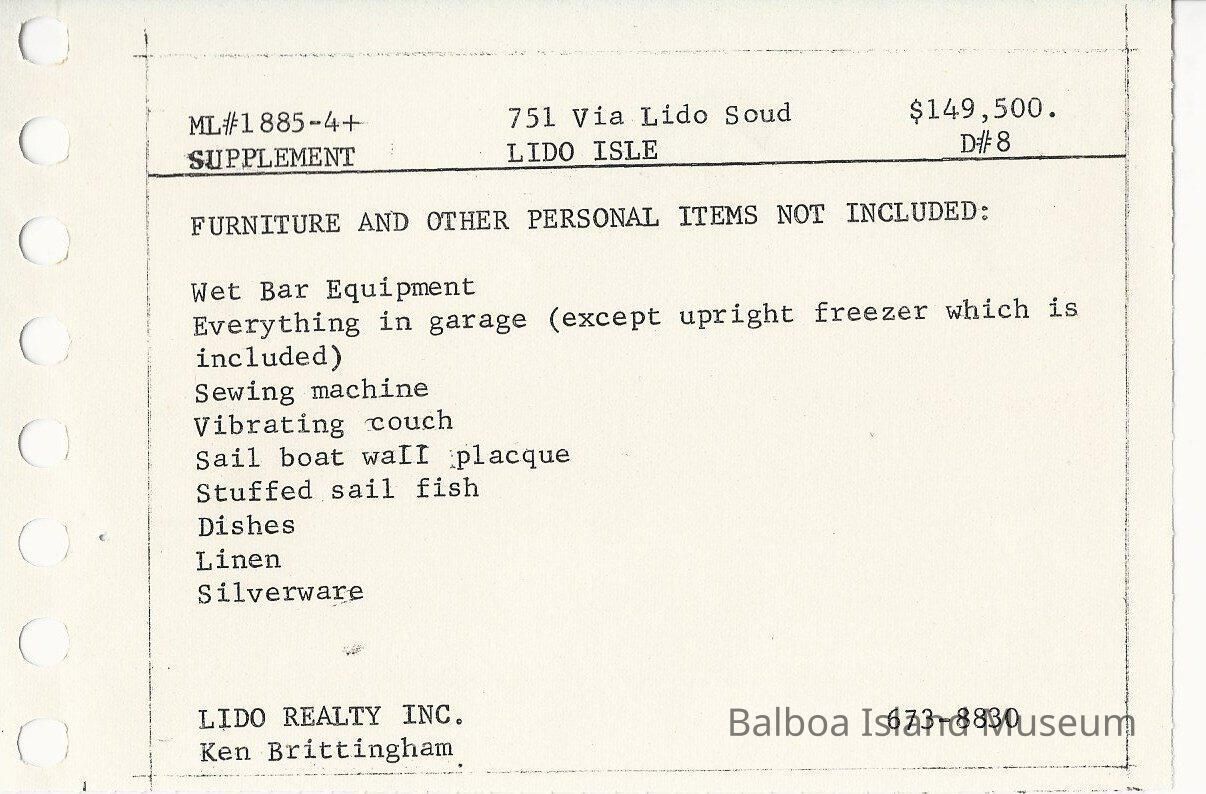 ML#1885-4+ 751 Via Lido Soud $149,500.
SUPPLEMENT LIDO ISLE D#8
FURNITURE AND OTHER PERSONAL ITEMS NOT INCLUDED:
Wet Bar Equipment
Everything in garage (except upright freezer which is
included)
Sewing machine
Vibrating couch
Sail boat wall placque
Stuffed sail fish
Dishes
Linen
Silverware
LIDO REALTY INC. 673-8830
Ken Brittingham
Balboa Island Museum